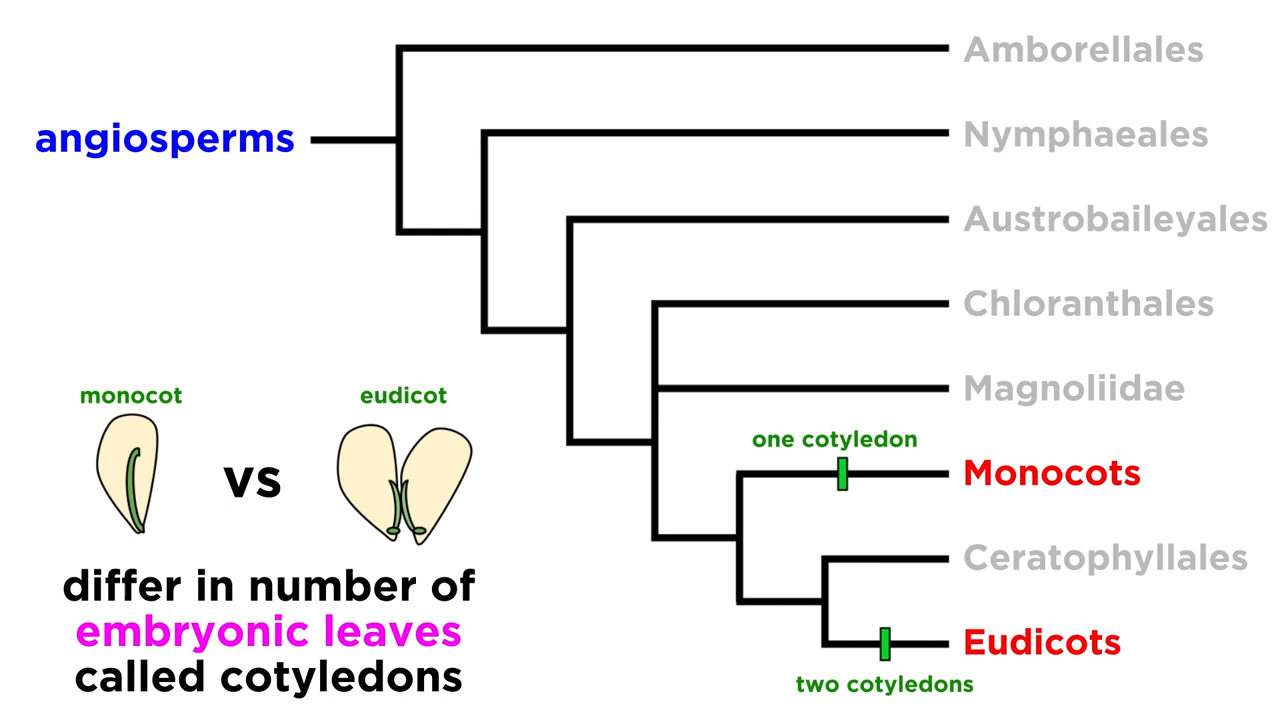 angiosperms
Amborellales
Nymphaeales
Austrobaileyales
Chloranthales
Magnoliidae
one cotyledon
Monocots
Ceratophyllales
Eudicots
two cotyledons
monocot
vs
eudicot
differ in number of
embryonic leaves
called cotyledons